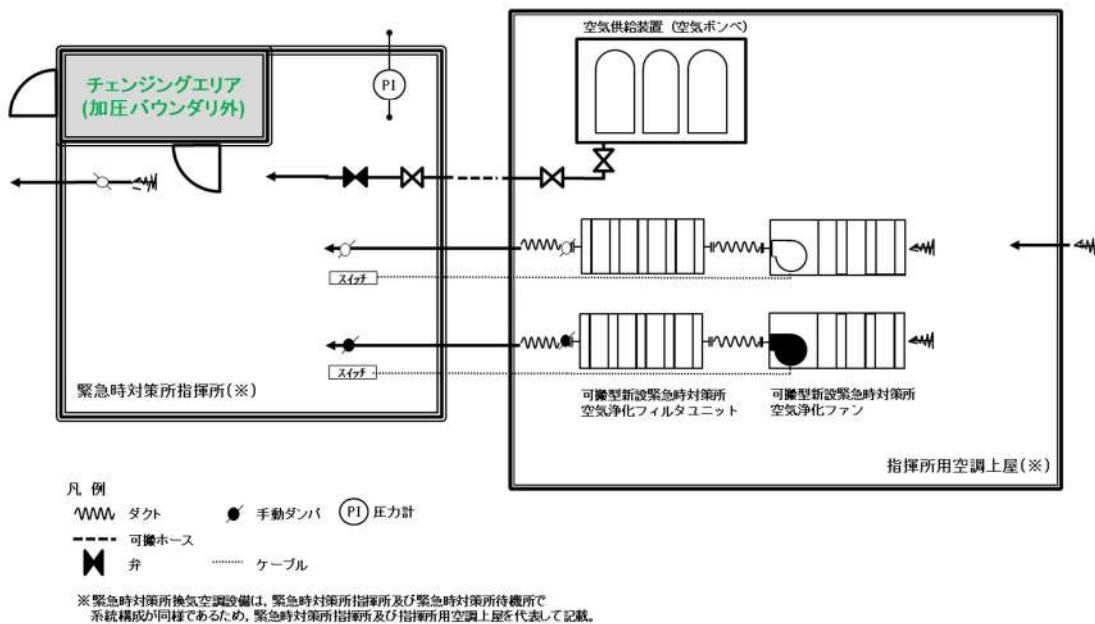 空気供給装置 (空気ボンベ)
チェンジングエリア
(加圧バウンダリ外)
PI
スイッチ
スイッチ
緊急時対策所指揮所(※)
可搬型新設緊急時対策所
空気浄化フィルタユニット
可搬型新設緊急時対策所
空気浄化ファン
指揮所用空調上屋(※)
凡 例
ダクト
手動ダンパ
PI
圧力計
可搬ホース
弁
ケーブル
※緊急時対策所換気空調設備は，緊急時対策所指揮所及び緊急時対策所待機所で
系統構成が同様であるため，緊急時対策所指揮所及び指揮所用空調上屋を代表して記載。